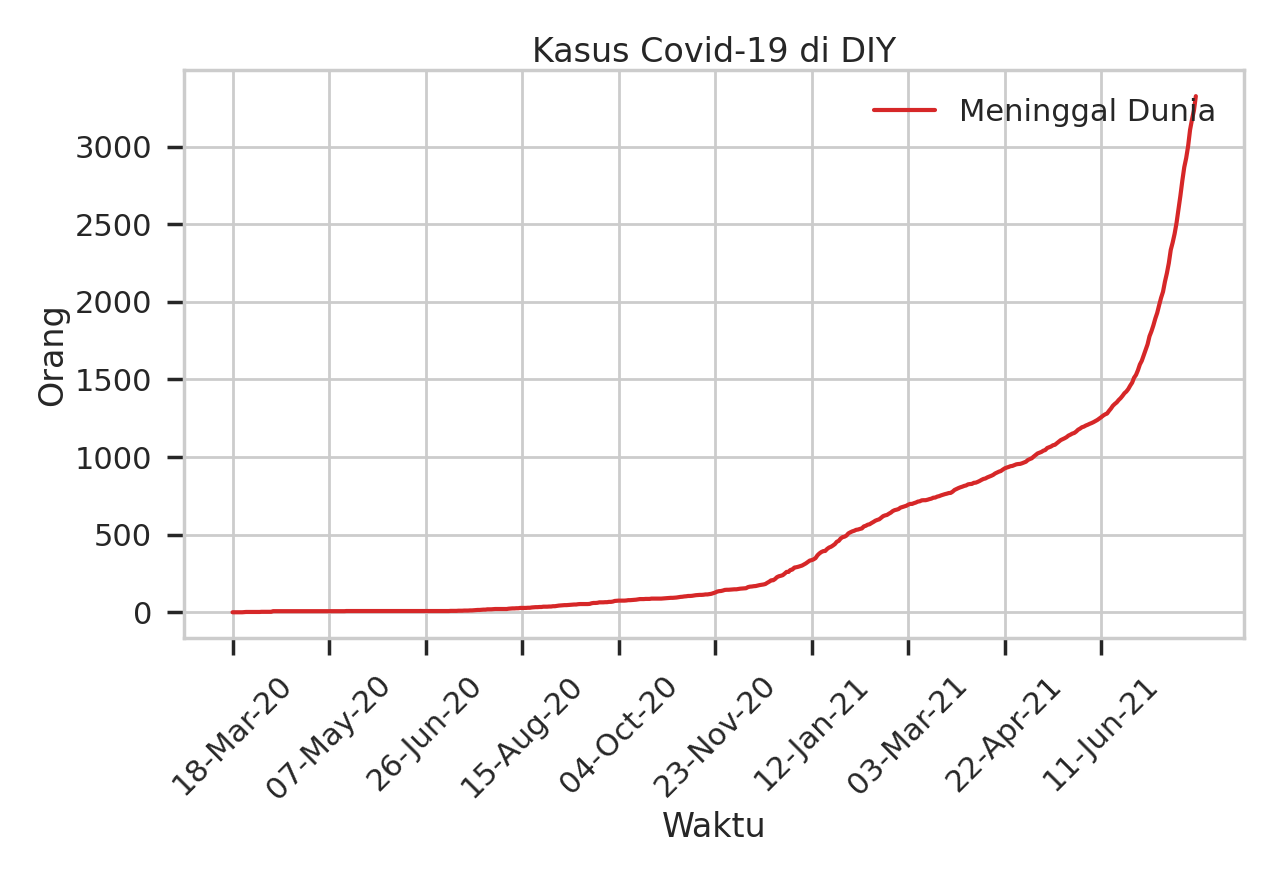 Kasus Covid-19 di DIY
Meninggal Dunia
3000
2500
2000
1500
1000
500
0
Orang
18-Mar-20
07-May-20
26-Jun-20
15-Aug-20
04-Oct-20
23-Nov-20
12-Jan-21
03-Mar-21
22-Apr-21
11-Jun-21
Waktu